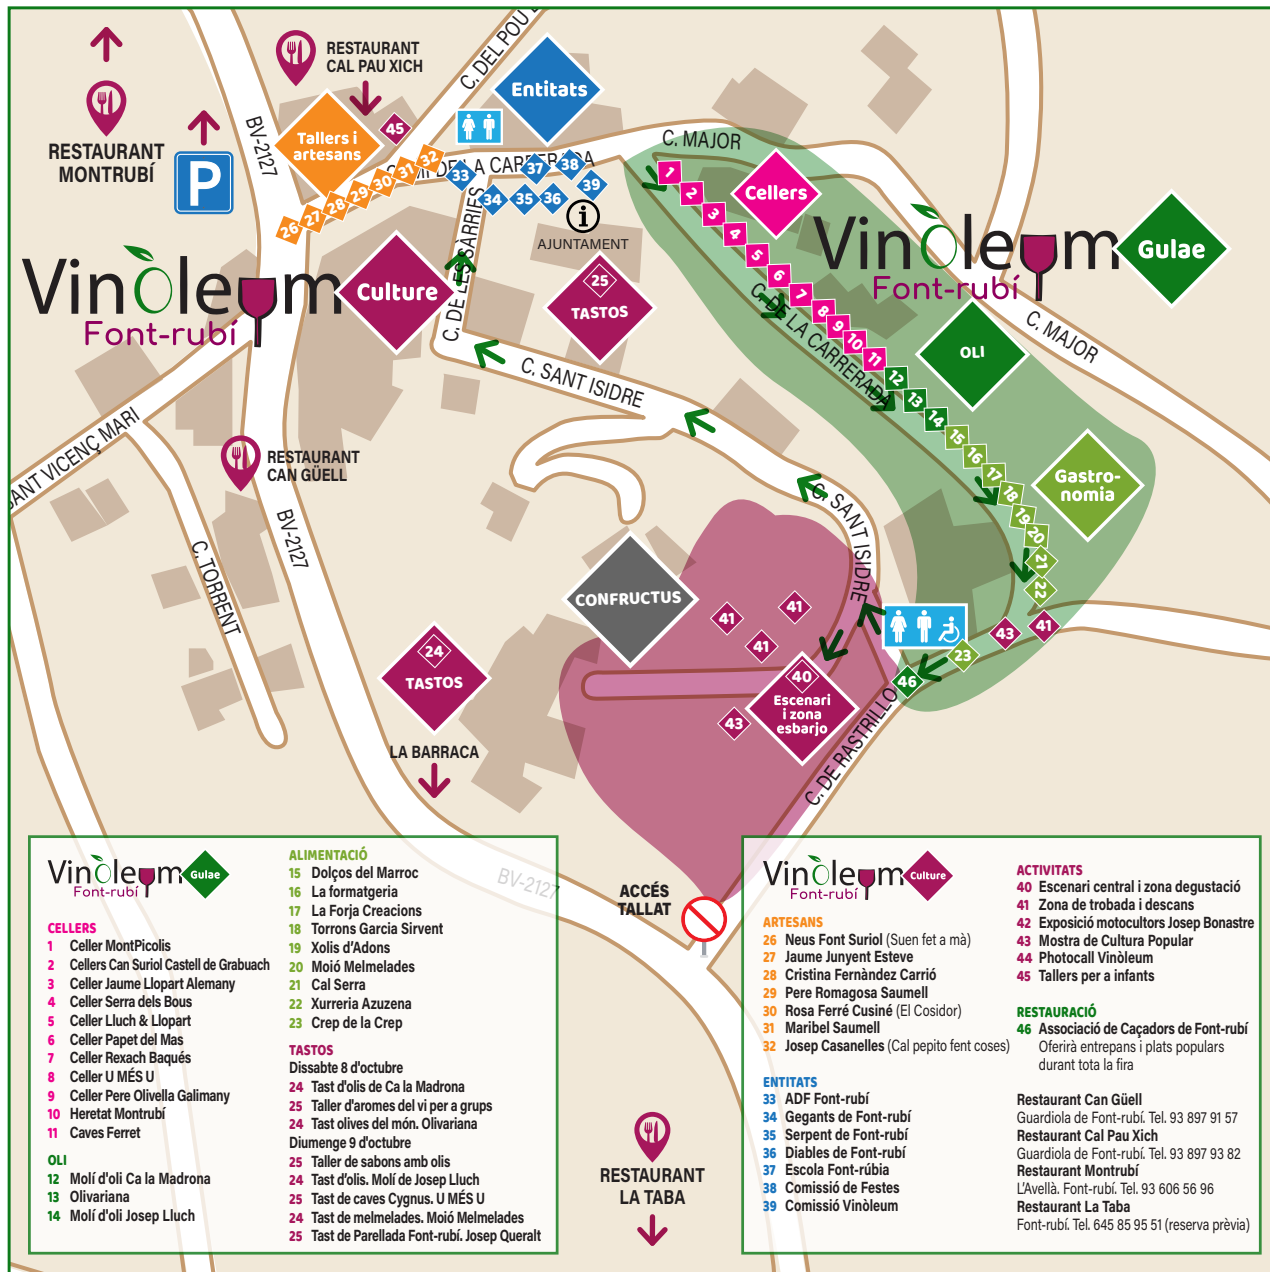 RESTAURANT
CAL PAU XICH
C. DEL POU
RESTAURANT
MONTRUBÍ
P
BV-2127
Tallers i
artesans
45
Entitats
C. MAJOR
DE LA CARRERADA
26
27
28
29
30
31
32
33
34
35
36
37
38
39
i
AJUNTAMENT
C. DE LES SÀRRIES
Vinòleum
Font-rubí
Culture
25
TASTOS
Cellers
Vinòleum
Font-rubí
Gulae
1
2
3
4
5
6
7
8
9
10
11
12
13
14
15
16
17
18
19
20
21
22
23
C. DE LA CARRERADA
OLI
C. MAJOR
Gastro-
nomia
C. SANT ISIDRE
SANT VICENÇ MARI
RESTAURANT
CAN GÜELL
BV-2127
C. TORRENT
C. SANT ISIDRE
CONFRUCTUS
41
41
41
43
40
Escenari
i zona
esbarjo
43
41
46
C. DE RASTRILLO
24
TASTOS
LA BARRACA
BV-2127
ACCÉS
TALLAT
RESTAURANT
LA TABA
Vinòleum
Font-rubí
Gulae
CELLERS
1 Celler MontPicolis
2 Cellers Can Suriol Castell de Grabuach
3 Celler Jaume Llopart Alemany
4 Celler Serra dels Bous
5 Celler Lluch & Llopart
6 Celler Papet del Mas
7 Celler Rexach Baqués
8 Celler U MÉS U
9 Celler Pere Olivella Galimany
10 Heretat Montrubí
11 Caves Ferret
OLI
12 Molí d'oli Ca la Madrona
13 Olivariana
14 Molí d'oli Josep Lluch
ALIMENTACIÓ
15 Dolços del Marroc
16 La formatgeria
17 La Forja Creacions
18 Torrons Garcia Sirvent
19 Xolis d'Adons
20 Moió Melmelades
21 Cal Serra
22 Xurreria Azuzena
23 Crep de la Crep
TASTOS
Dissabte 8 d'octubre
24 Tast d'olis de Ca la Madrona
25 Taller d'aromes del vi per a grups
24 Tast olives del món. Olivariana
Diumenge 9 d'octubre
25 Taller de sabons amb olis
24 Tast d'olis. Molí de Josep Lluch
25 Tast de caves Cygnus. U MÉS U
24 Tast de melmelades. Moió Melmelades
25 Tast de Parellada Font-rubí. Josep Queralt
Vinòleum
Font-rubí
Culture
ARTESANS
26 Neus Font Suriol (Suen fet a mà)
27 Jaume Junyent Esteve
28 Cristina Fernàndez Carrió
29 Pere Romagosa Saumell
30 Rosa Ferré Cusiné (El Cosidor)
31 Maribel Saumell
32 Josep Casanelles (Cal pepito fent coses)
ENTITATS
33 ADF Font-rubí
34 Gegants de Font-rubí
35 Serpent de Font-rubí
36 Diables de Font-rubí
37 Escola Font-rúbia
38 Comissió de Festes
39 Comissió Vinòleum
ACTIVITATS
40 Escenari central i zona degustació
41 Zona de trobada i descans
42 Exposició motocultors Josep Bonastre
43 Mostra de Cultura Popular
44 Photocall Vinòleum
45 Tallers per a infants
RESTAURACIÓ
46 Associació de Caçadors de Font-rubí
Oferirà entrepans i plats populars
durant tota la fira
Restaurant Can Güell
Guardiola de Font-rubí. Tel. 93 897 91 57
Restaurant Cal Pau Xich
Guardiola de Font-rubí. Tel. 93 897 93 82
Restaurant Montrubí
L'Avellà. Font-rubí. Tel. 93 606 56 96
Restaurant La Taba
Font-rubí. Tel. 645 85 95 51 (reserva prèvia)